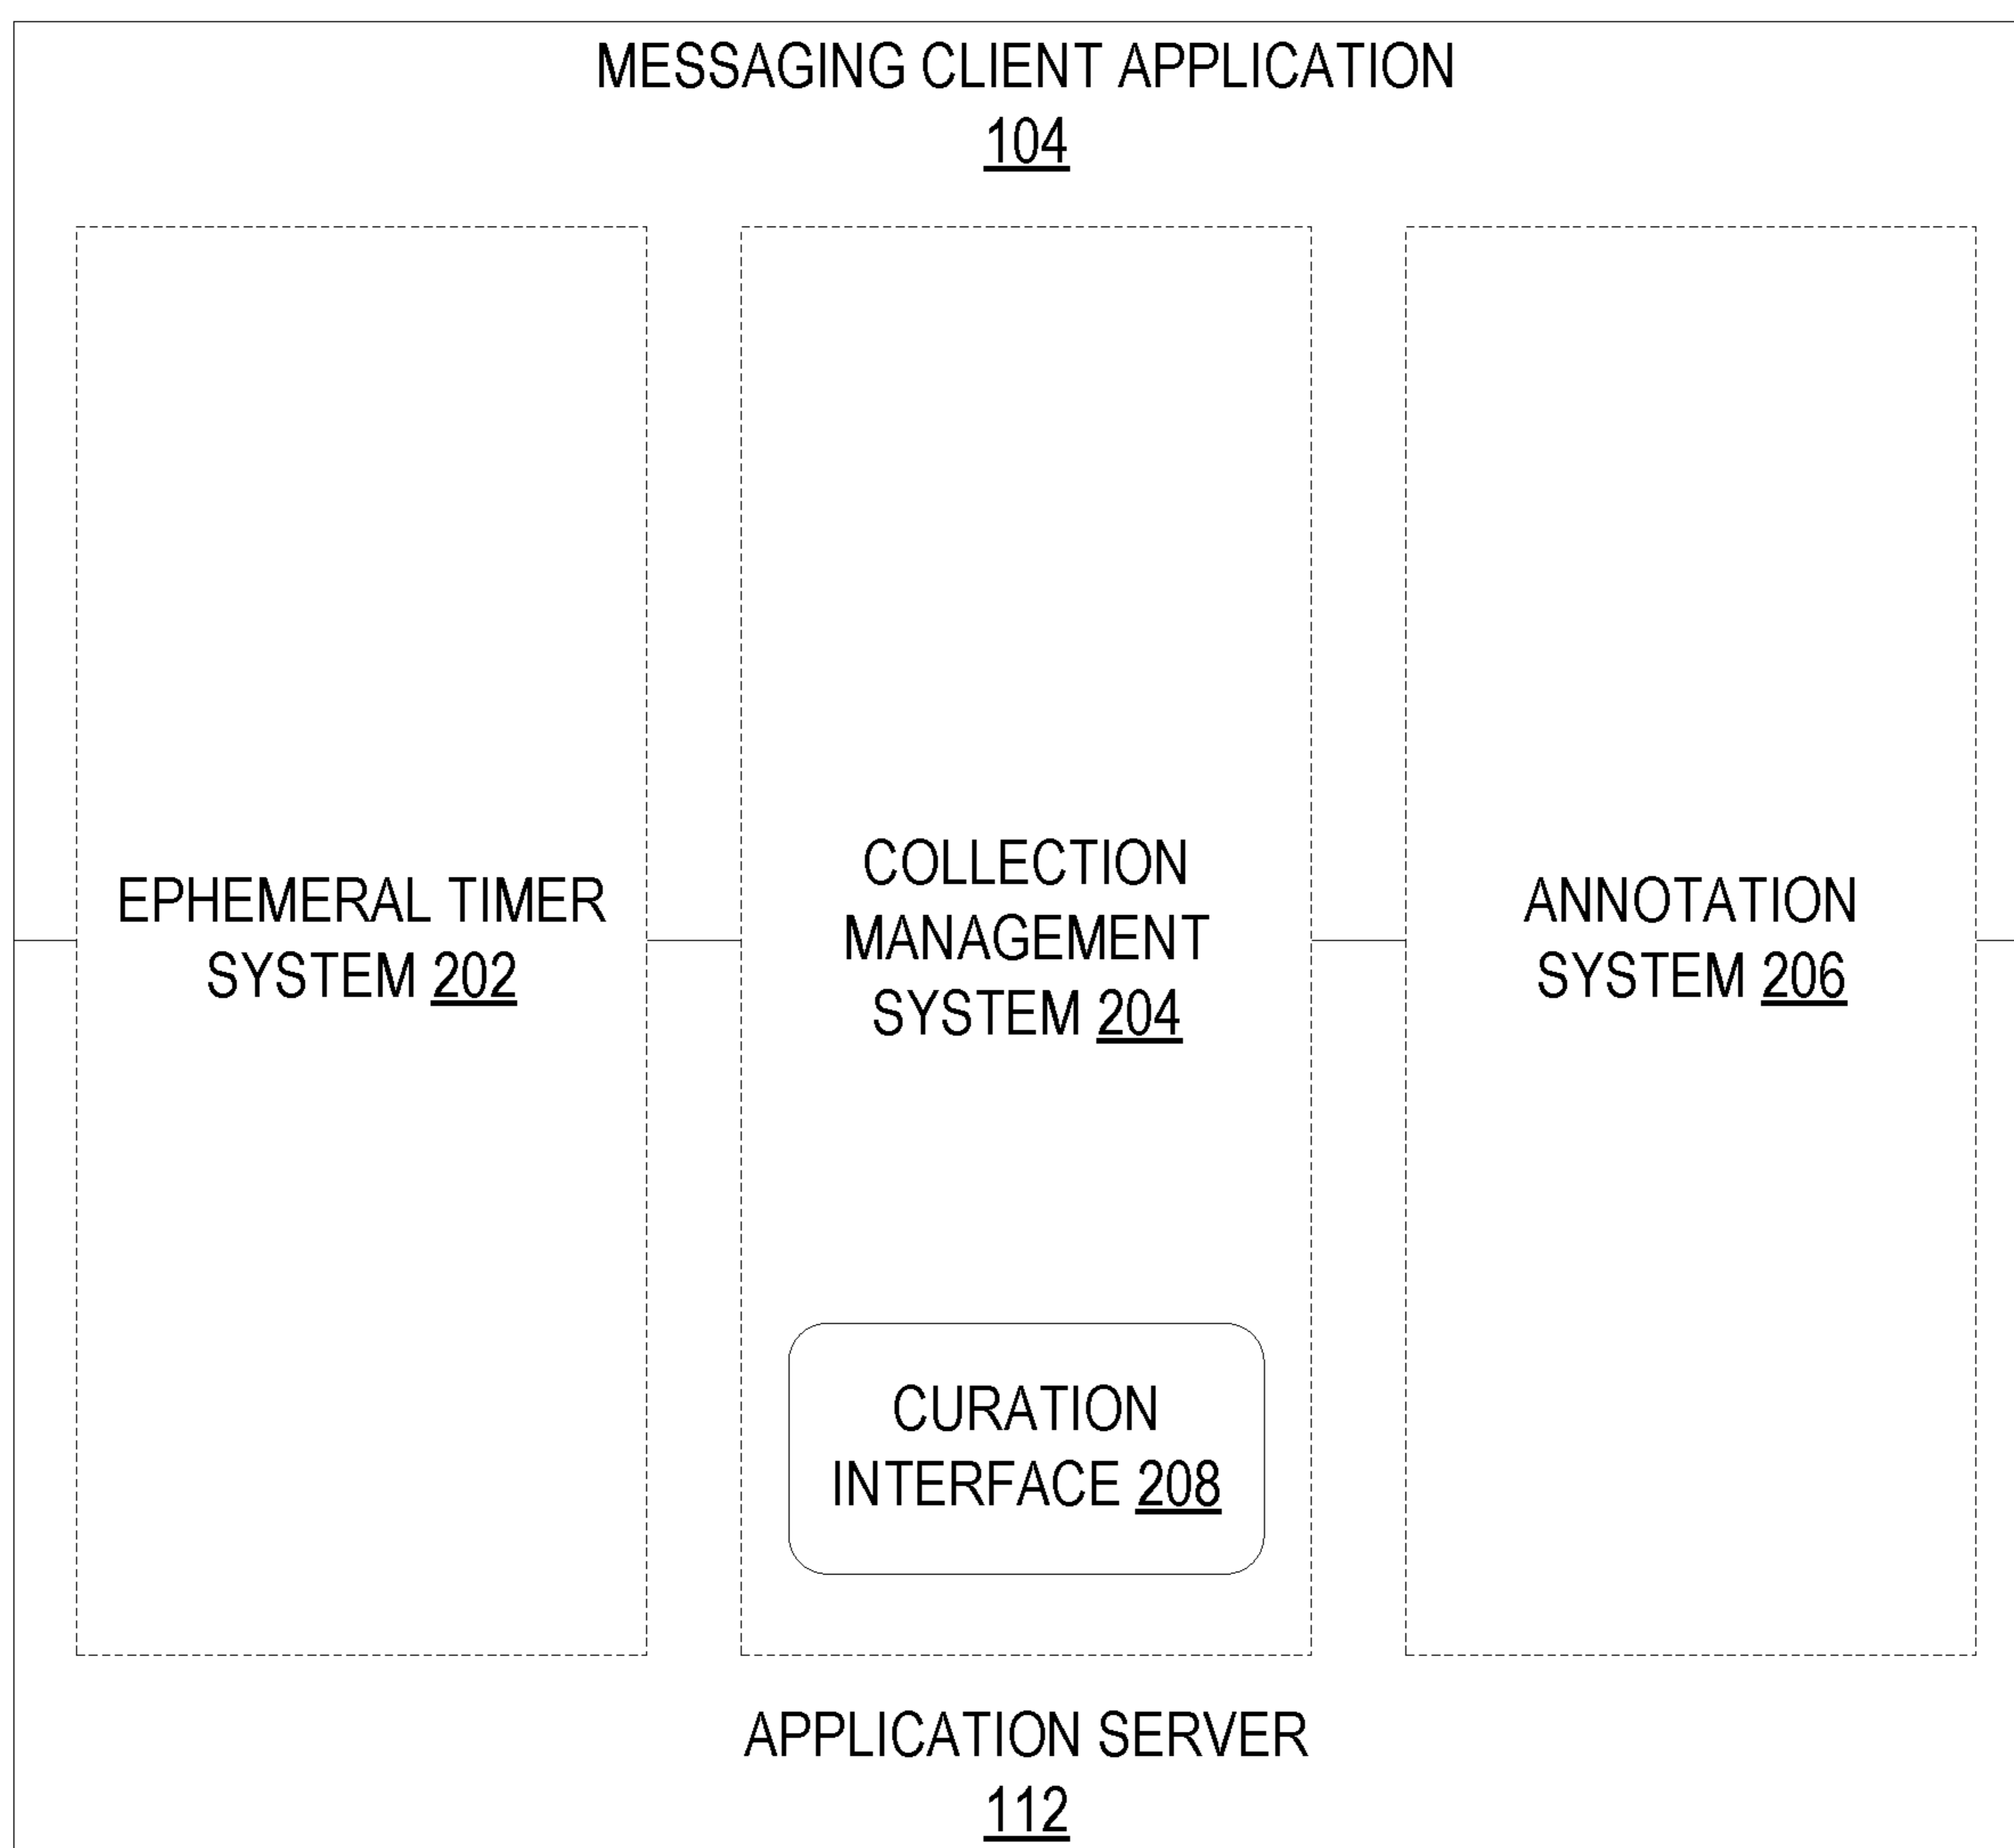 MESSAGING CLIENT APPLICATION
104
EPHEMERAL TIMER
SYSTEM 202
COLLECTION
MANAGEMENT
SYSTEM 204
ANNOTATION
SYSTEM 206
CURATION
INTERFACE 208
APPLICATION SERVER
112